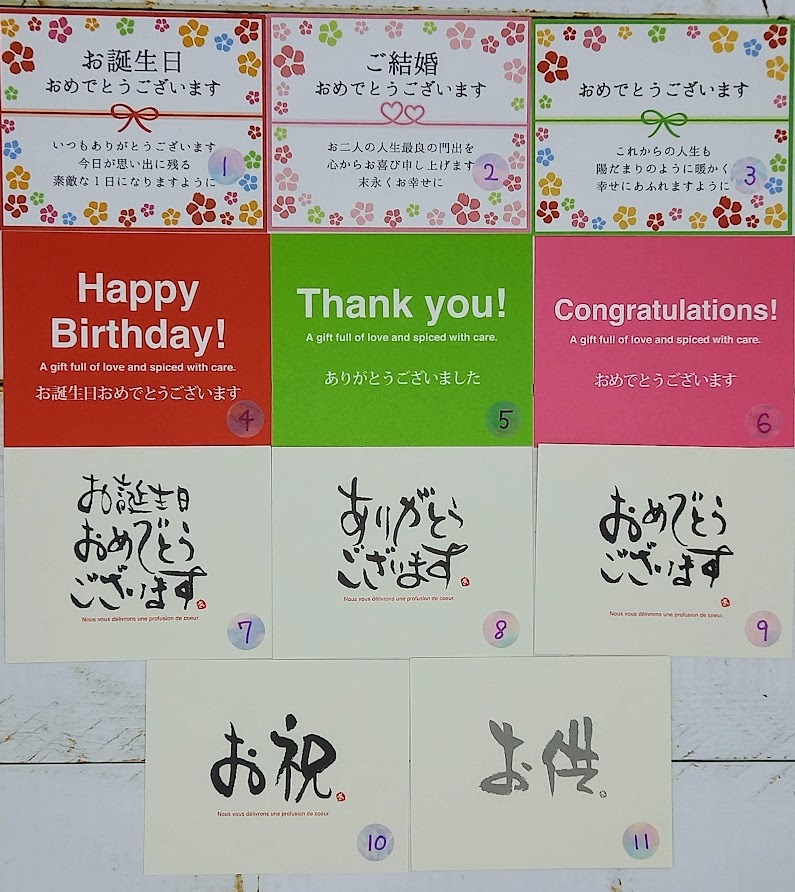 お誕生日
おめでとうございます
いつもありがとうございます
今日が思い出に残る
素敵な1日になりますように
1
ご結婚
おめでとうございます
お二人の人生最良の門出を
心からお喜び申し上げます
末永くお幸せに
2
おめでとうございます
これからの人生も
陽だまりのように暖かく
幸せにあふれますように
3
Happy
Birthday!
A gift full of love and spiced with care.
お誕生日おめでとうございます
4
Thank you!
A gift full of love and spiced with care.
ありがとうございました
5
Congratulations!
A gift full of love and spiced with care.
おめでとうございます
6
お誕生日
おめでとう
ございます
Nous vous délivrons une profusion de coeur.
7
ありがとう
ございます
Nous vous délivrons une profusion de coeur.
8
おめでとう
ございます
Nous vous délivrons une profusion de coeur.
9
お祝
Nous vous délivrons une profusion de coeur.
10
お供
11